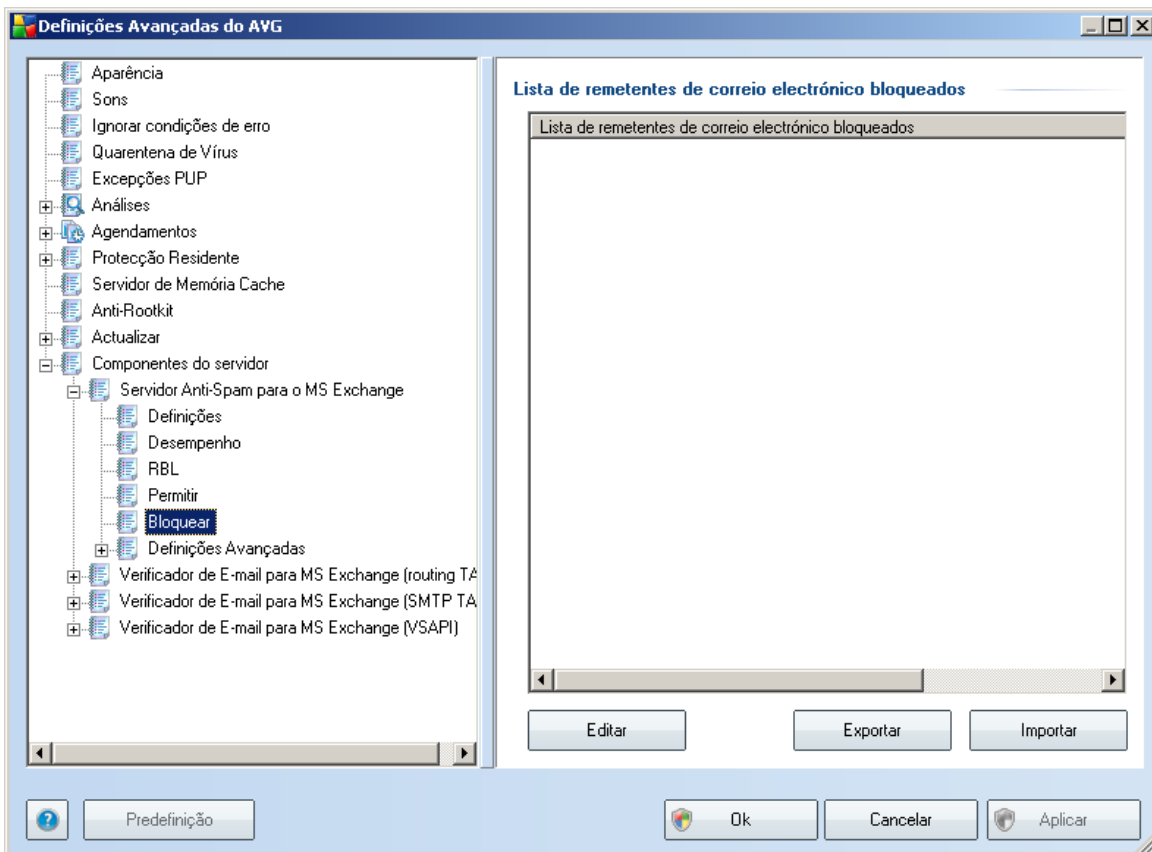 Definições Avançadas do AVG
Aparência
Sons
Ignorar condições de erro
Quarentena de Vírus
Excepções PUP
Análises
Agendamentos
Protecção Residente
Servidor de Memória Cache
Anti-Rootkit
Actualizar
Componentes do servidor
Servidor Anti-Spam para o MS Exchange
Definições
Desempenho
RBL
Permitir
Bloquear
Definições Avançadas
Verificador de E-mail para MS Exchange (routing TA
Verificador de E-mail para MS Exchange (SMTP TA
Verificador de E-mail para MS Exchange (VSAPI)
Lista de remetentes de correio electrónico bloqueados
Lista de remetentes de correio electrónico bloqueados
Editar
Exportar
Importar
Predefinição
Ok
Cancelar
Aplicar